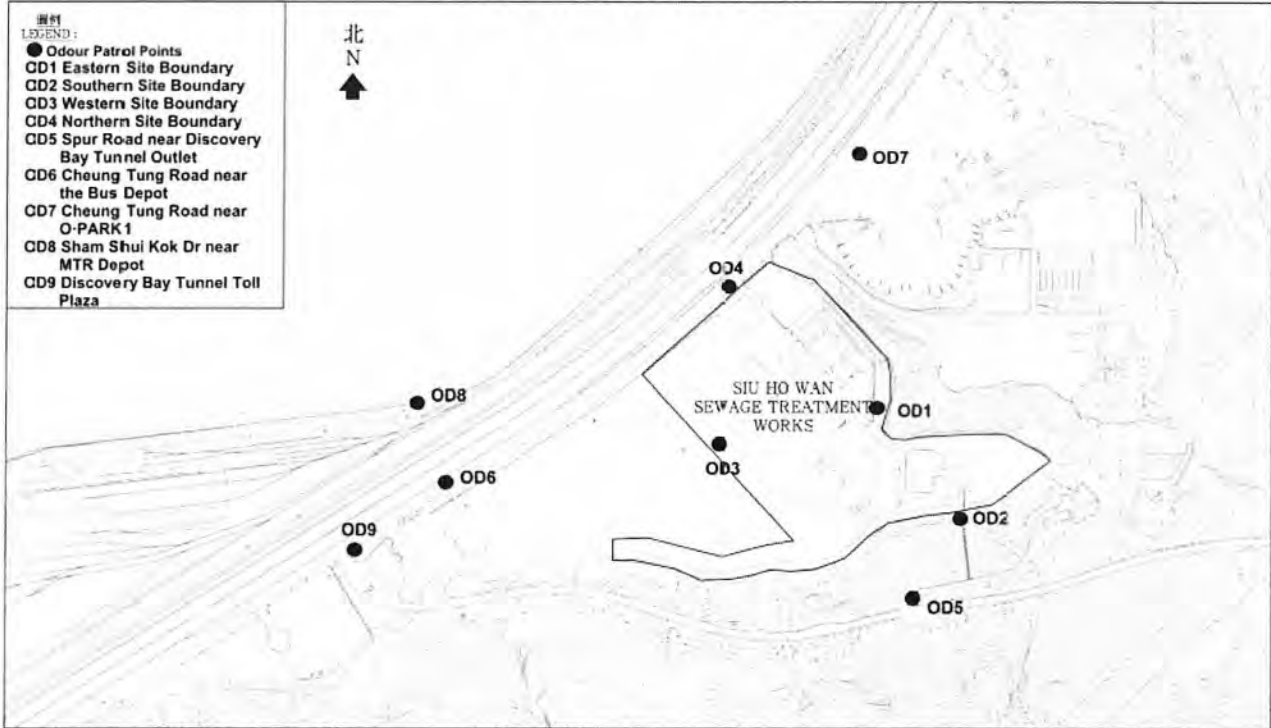 圖例
LEGEND :
Odour Patrol Points
OD1 Eastern Site Boundary
OD2 Southern Site Boundary
OD3 Western Site Boundary
OD4 Northern Site Boundary
OD5 Spur Road near Discovery
Bay Tunnel Outlet
OD6 Cheung Tung Road near
the Bus Depot
OD7 Cheung Tung Road near
O·PARK1
OD8 Sham Shui Kok Dr near
MTR Depot
OD9 Discovery Bay Tunnel Toll
Plaza
北
N
OD7
OD4
OD8
SIU HO WAN
SEWAGE TREATMENT
WORKS
OD1
OD3
OD6
OD2
OD9
OD5